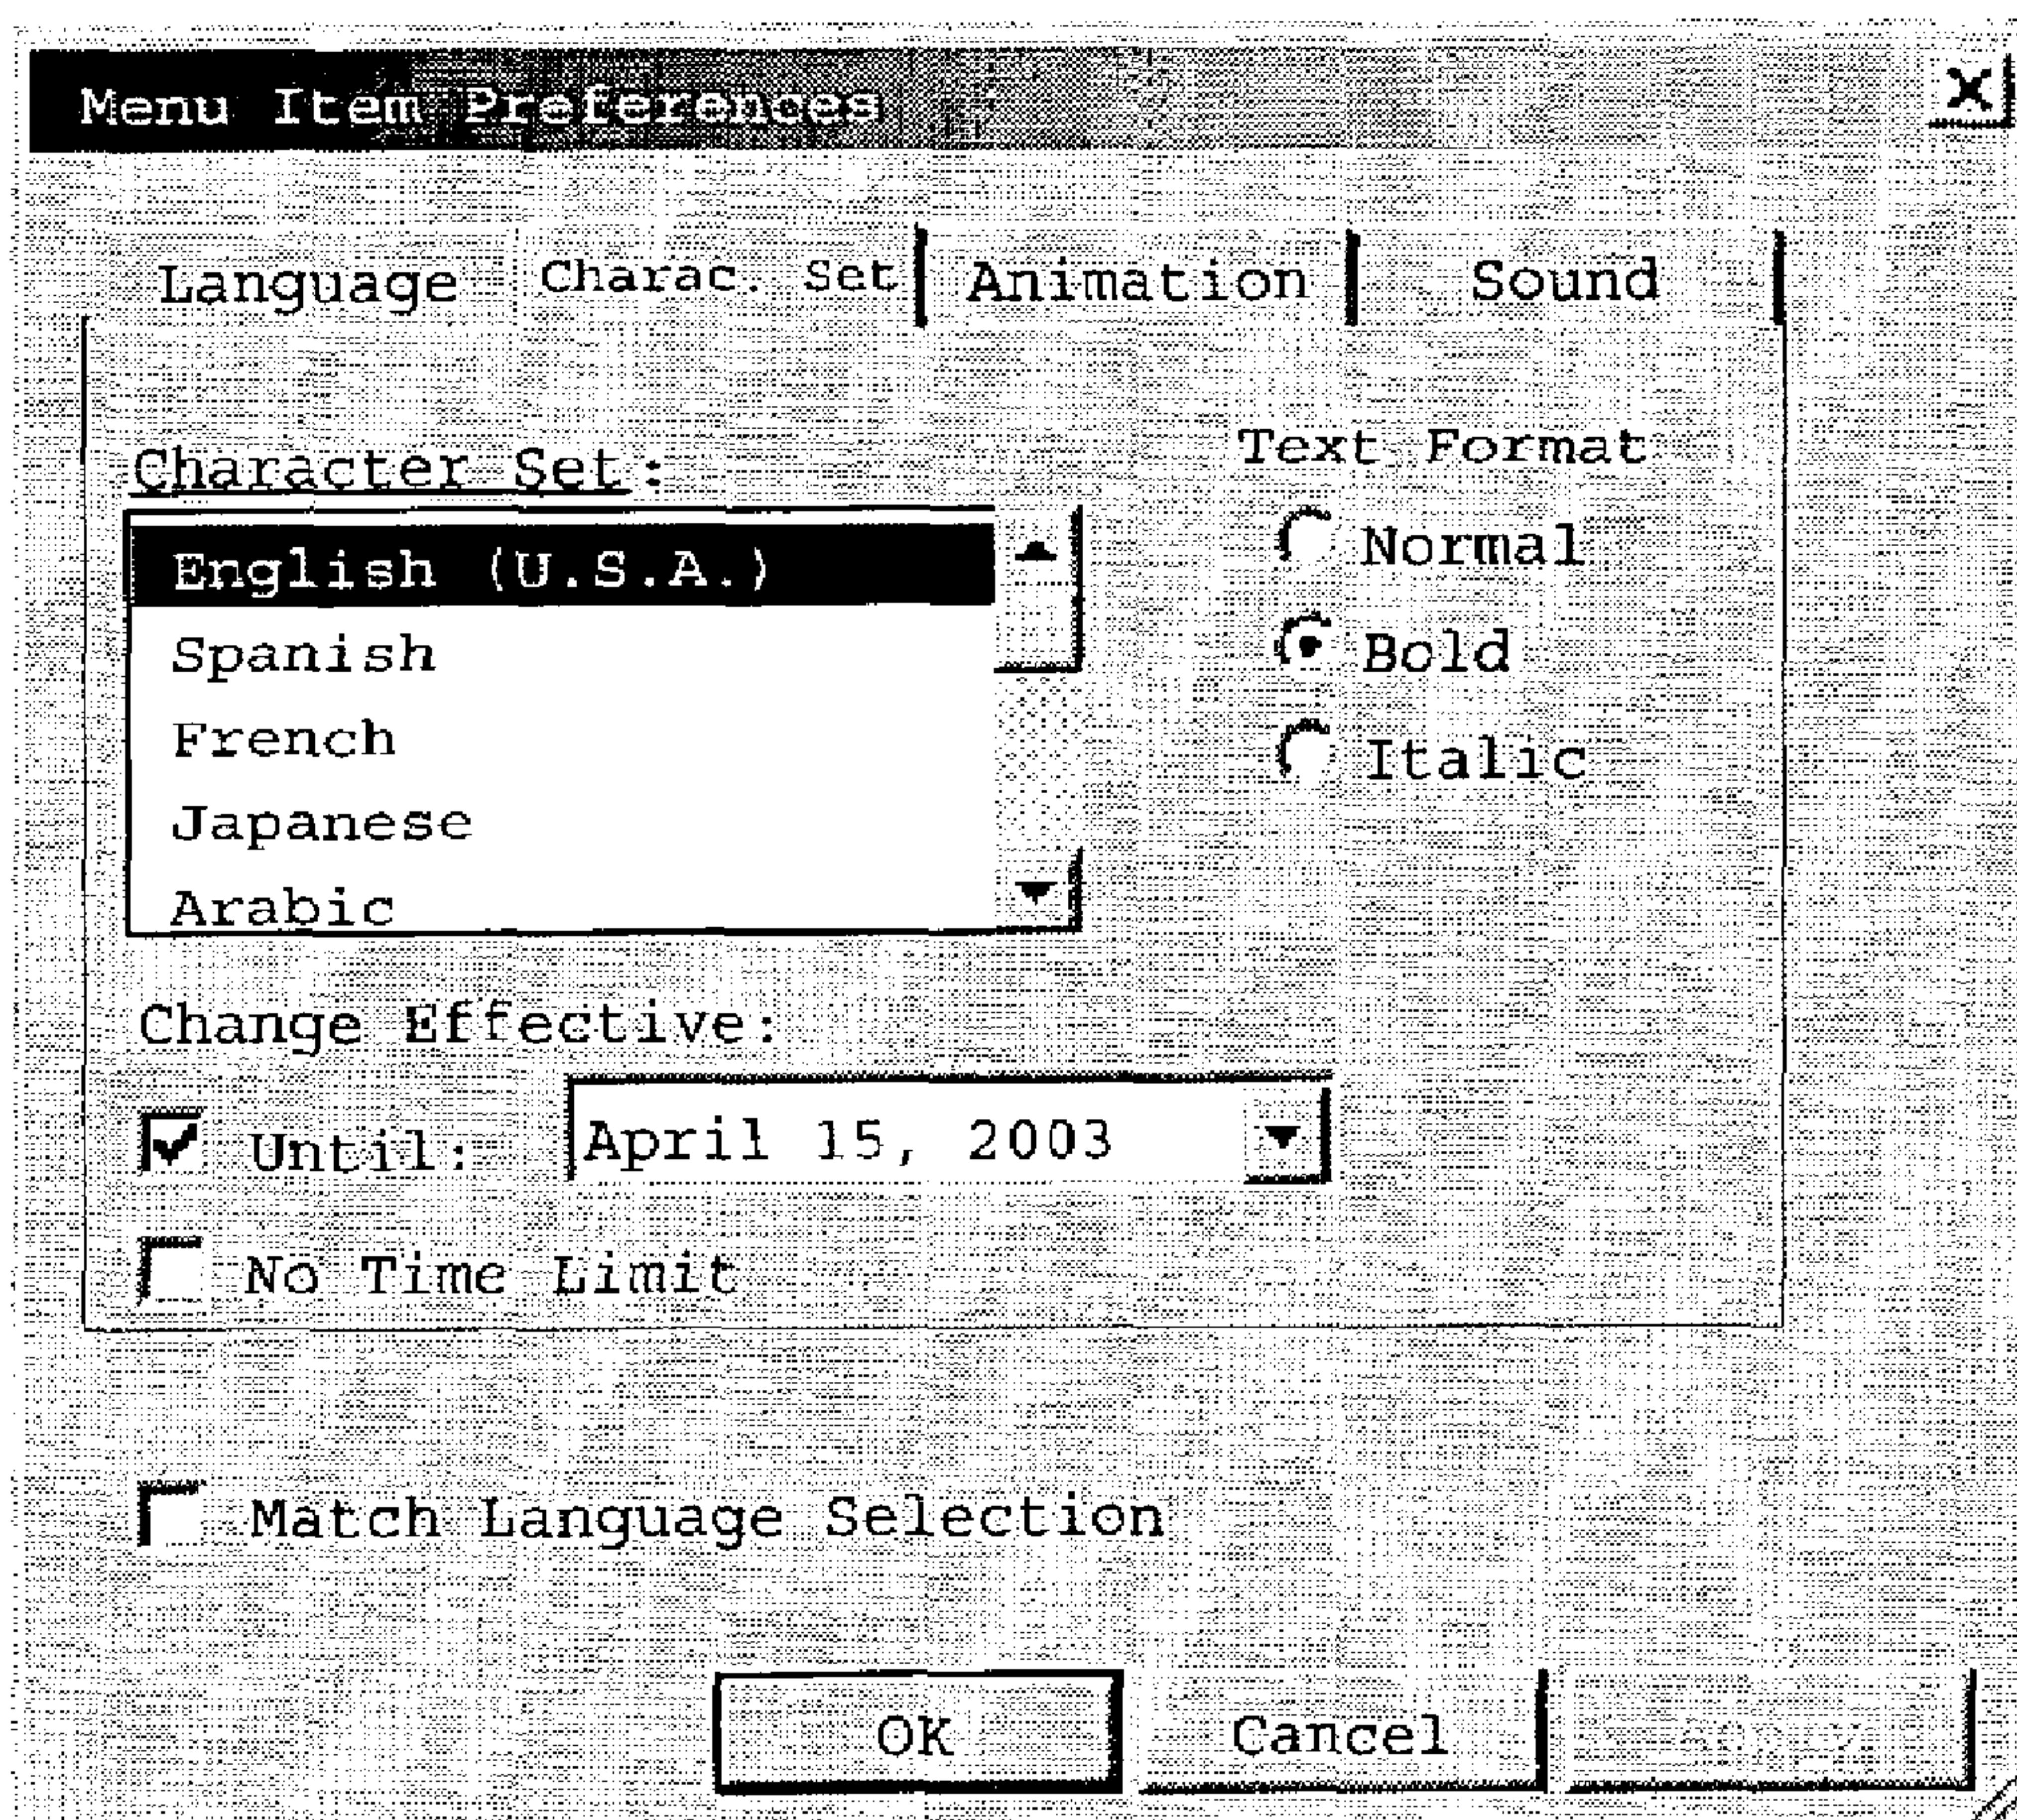 Menu Item Preferences
Language Charac. Set Animation Sound
Character Set:
English (U.S.A.)
Spanish
French
Japanese
Arabic
Text Format
Normal
Bold
Italic
Change Effective:
Until: April 15, 2003
No Time Limit
Match Language Selection
OK Cancel